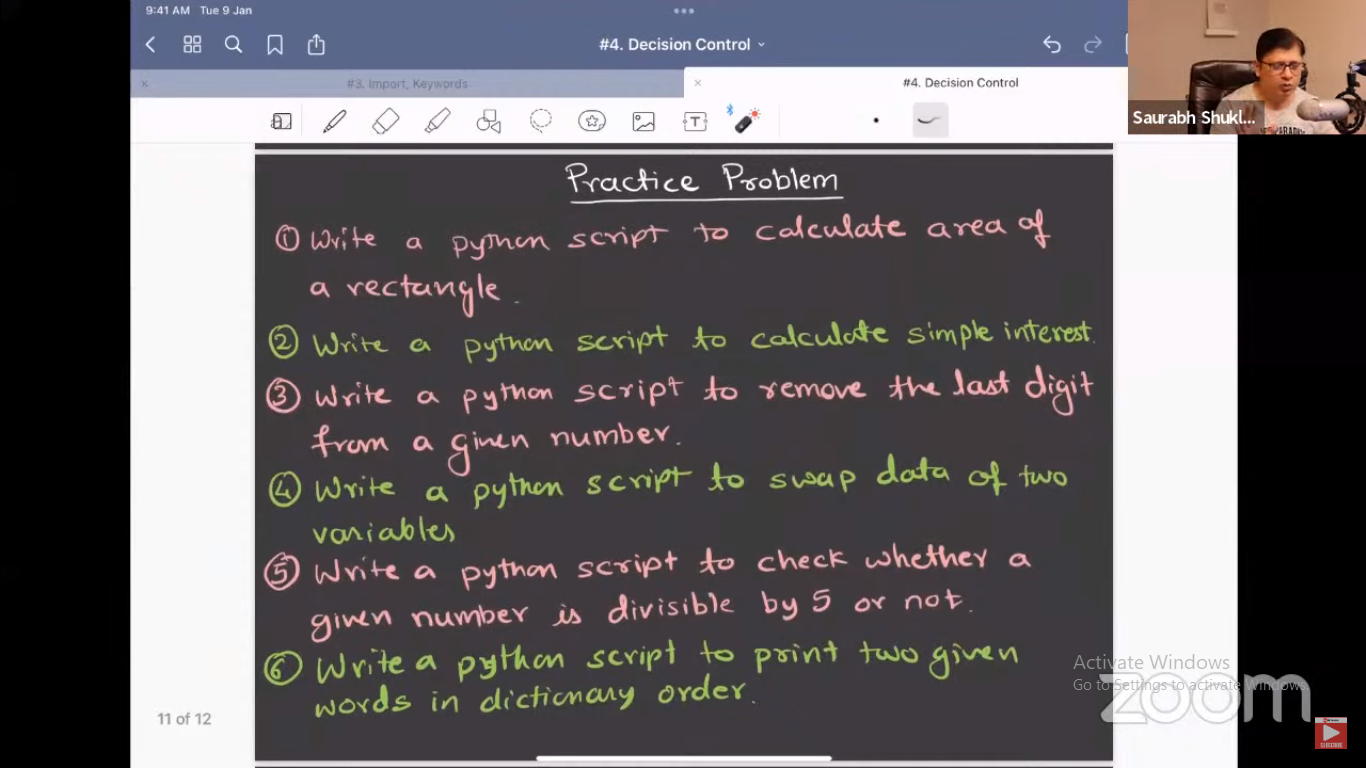 9:41 AM Tue 9 Jan
#4. Decision Control
#3. Import, Keywords
#4. Decision Control
T
Saurabh Shukl...
Practice Problem
① Write a python script to calculate area of
a rectangle.
② Write a python script to calculate simple interest.
③ Write a python script to remove the last digit
from a given number.
④ Write a python script to swap data of two
variables
⑤ Write a python script to check whether a
given number is divisible by 5 or not.
⑥ Write a python script to print two given
words in dictionary order.
11 of 12
Activate Windows
Go to Settings to activate Windows.
zoom
SUBSCRIBE